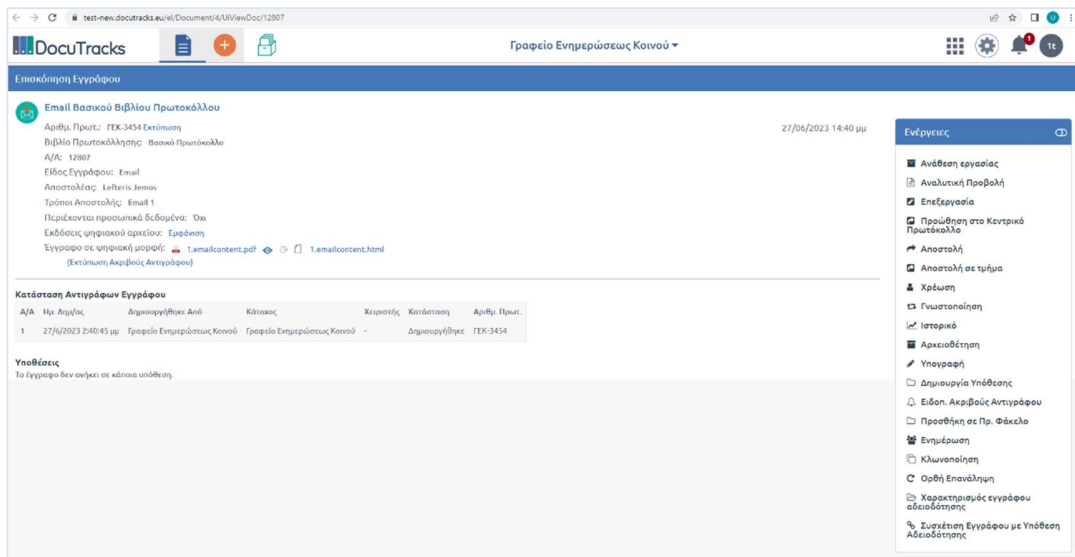 test-new.docutracks.eu/el/Document/4/UiViewDoc/12807
DocuTracks
Γραφείο Ενημερώσεως Κοινού
1
1t
Επισκόπηση Εγγράφου
Email Βασικού Βιβλίου Πρωτοκόλλου
27/06/2023 14:40 μμ
Αριθμ. Πρωτ.: ΓΕΚ-3454 Εκτύπωση
Βιβλίο Πρωτοκόλλησης: Βασικό Πρωτόκολλο
Α/Α: 12807
Είδος Εγγράφου: Email
Αποστολέας: Lefteris Jemos
Τρόποι Αποστολής: Email 1
Περιέχονται προσωπικά δεδομένα: Όχι
Εκδόσεις ψηφιακού αρχείου: Εμφάνιση
Έγγραφο σε ψηφιακή μορφή: 1.emailcontent.pdf 1.emailcontent.html
(Εκτύπωση Ακριβούς Αντιγράφου)
Κατάσταση Αντιγράφων Εγγράφου
Α/Α Ημ. Δημ/ας Δημιουργήθηκε Από Κάτοχος Χειριστής Κατάσταση Αριθμ. Πρωτ.
1 27/6/2023 2:40:45 μμ Γραφείο Ενημερώσεως Κοινού Γραφείο Ενημερώσεως Κοινού - Δημιουργήθηκε ΓΕΚ-3454
Υποθέσεις
Το έγγραφο δεν ανήκει σε κάποια υπόθεση.
Ενέργειες
Ανάθεση εργασίας
Αναλυτική Προβολή
Επεξεργασία
Προώθηση στο Κεντρικό
Πρωτόκολλο
Αποστολή
Αποστολή σε τμήμα
Χρέωση
Γνωστοποίηση
Ιστορικό
Αρχειοθέτηση
Υπογραφή
Δημιουργία Υπόθεσης
Ειδοπ. Ακριβούς Αντιγράφου
Προσθήκη σε Πρ. Φάκελο
Ενημέρωση
Κλωνοποίηση
Ορθή Επανάληψη
Χαρακτηρισμός εγγράφου
αδειοδότησης
Συσχέτιση Εγγράφου με Υπόθεση
Αδειοδότησης